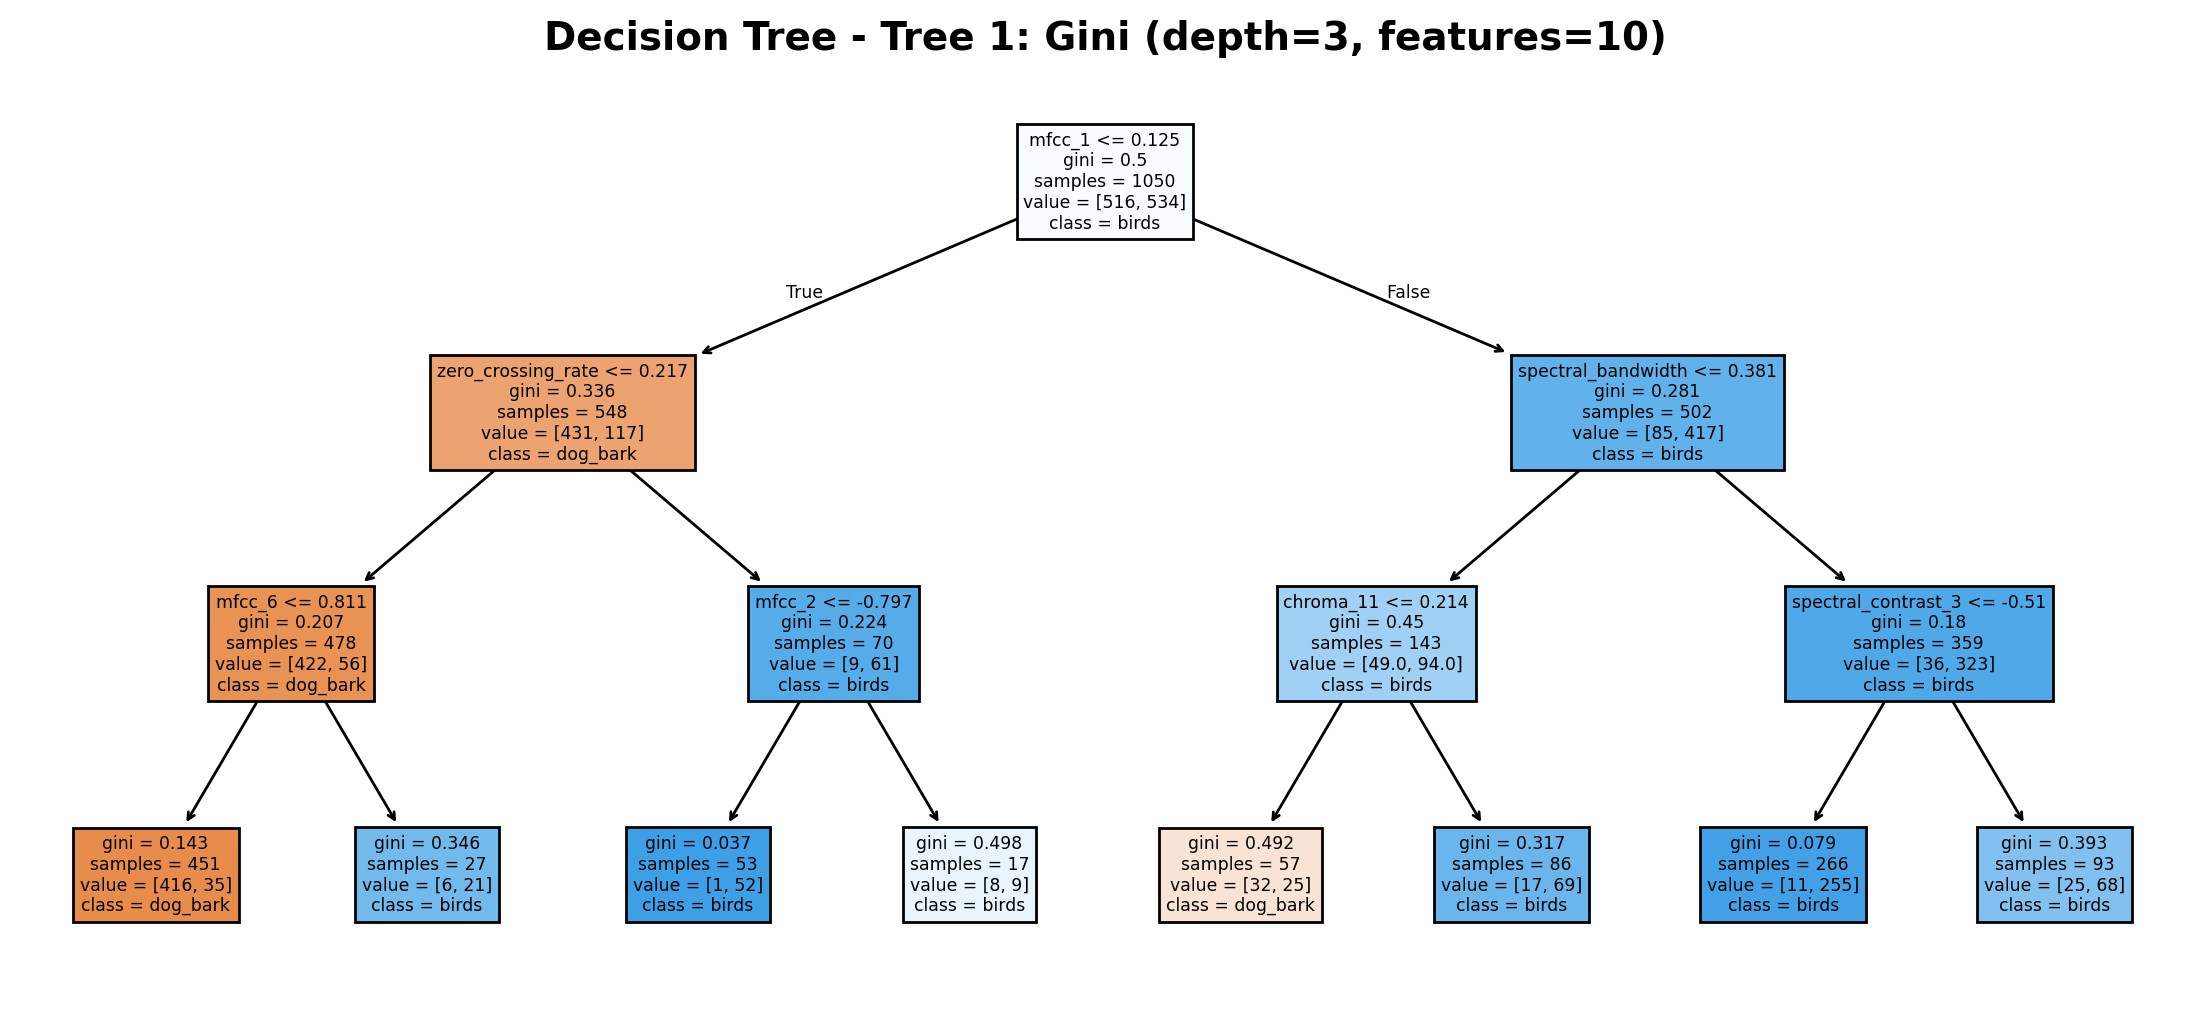 Decision Tree - Tree 1: Gini (depth=3, features=10)
mfcc_1 <= 0.125
gini = 0.5
samples = 1050
value = [516, 534]
class = birds
True
False
zero_crossing_rate <= 0.217
gini = 0.336
samples = 548
value = [431, 117]
class = dog_bark
spectral_bandwidth <= 0.381
gini = 0.281
samples = 502
value = [85, 417]
class = birds
mfcc_6 <= 0.811
gini = 0.207
samples = 478
value = [422, 56]
class = dog_bark
mfcc_2 <= -0.797
gini = 0.224
samples = 70
value = [9, 61]
class = birds
chroma_11 <= 0.214
gini = 0.45
samples = 143
value = [49.0, 94.0]
class = birds
spectral_contrast_3 <= -0.51
gini = 0.18
samples = 359
value = [36, 323]
class = birds
gini = 0.143
samples = 451
value = [416, 35]
class = dog_bark
gini = 0.346
samples = 27
value = [6, 21]
class = birds
gini = 0.037
samples = 53
value = [1, 52]
class = birds
gini = 0.498
samples = 17
value = [8, 9]
class = birds
gini = 0.492
samples = 57
value = [32, 25]
class = dog_bark
gini = 0.317
samples = 86
value = [17, 69]
class = birds
gini = 0.079
samples = 266
value = [11, 255]
class = birds
gini = 0.393
samples = 93
value = [25, 68]
class = birds